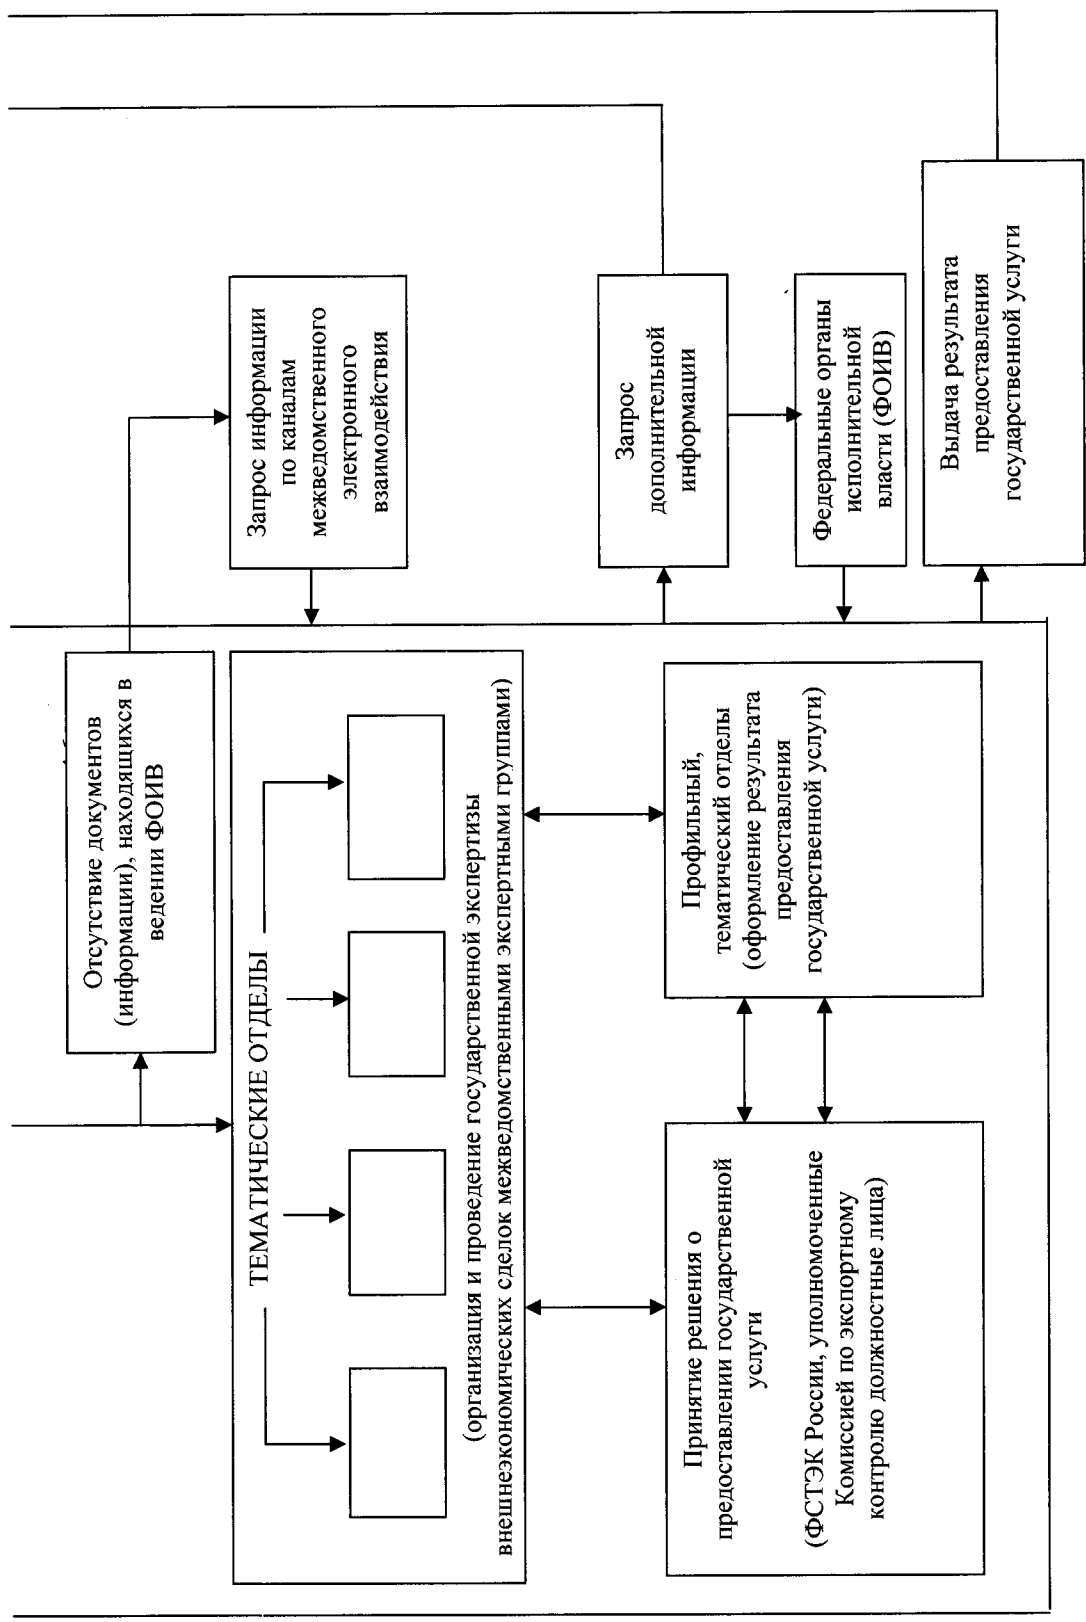 Отсутствие документов
(информации), находящихся в
ведении ФОИВ
Запрос информации
по каналам
межведомственного
электронного
взаимодействия
ТЕМАТИЧЕСКИЕ ОТДЕЛЫ
(организация и проведение государственной экспертизы
внешнеэкономических сделок межведомственными экспертными группами)
Запрос
дополнительной
информации
Федеральные органы
исполнительной
власти (ФОИВ)
Принятие решения о
предоставлении государственной
услуги
(ФСТЭК России, уполномоченные
Комиссией по экспортному
контролю должностные лица)
Профильный,
тематический отделы
(оформление результата
предоставления
государственной услуги)
Выдача результата
предоставления
государственной услуги